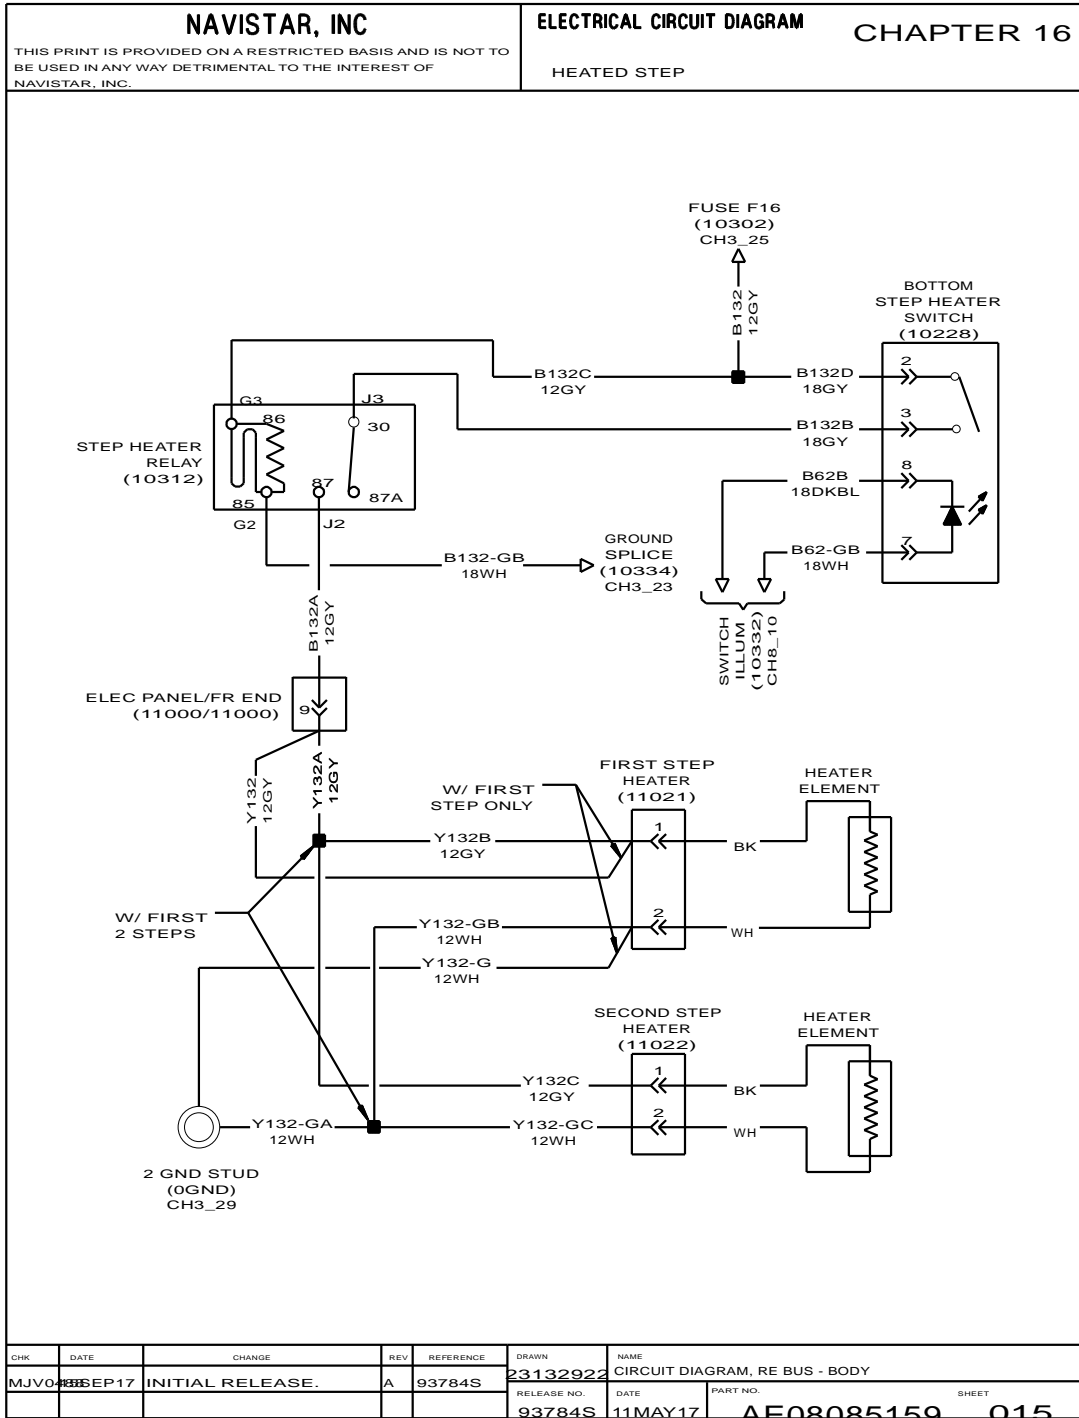 NAVISTAR, INC
THIS PRINT IS PROVIDED ON A RESTRICTED BASIS AND IS NOT TO
BE USED IN ANY WAY DETRIMENTAL TO THE INTEREST OF
NAVISTAR, INC.
ELECTRICAL CIRCUIT DIAGRAM
HEATED STEP
CHAPTER 16
FUSE F16
(10302)
CH3_25
B132
12GY
BOTTOM
STEP HEATER
SWITCH
(10228)
B132C
12GY
B132D
18GY
2
B132B
18GY
3
B62B
18DKBL
8
B62-GB
18WH
7
G3
J3
86
30
STEP HEATER
RELAY
(10312)
87
87A
85
G2
J2
B132-GB
18WH
GROUND
SPLICE
(10334)
CH3_23
SWITCH
ILLUM
(10332)
CH8_10
B132A
12GY
ELEC PANEL/FR END
(11000/11000)
9
Y132
12GY
Y132A
12GY
W/ FIRST
STEP ONLY
FIRST STEP
HEATER
(11021)
HEATER
ELEMENT
Y132B
12GY
1
BK
W/ FIRST
2 STEPS
Y132-GB
12WH
2
WH
Y132-G
12WH
SECOND STEP
HEATER
(11022)
HEATER
ELEMENT
Y132C
12GY
1
BK
Y132-GA
12WH
Y132-GC
12WH
2
WH
2 GND STUD
(0GND)
CH3_29
CHK DATE CHANGE REV REFERENCE
INITIAL RELEASE. A 93784S
DRAWN
23132922
NAME
CIRCUIT DIAGRAM, RE BUS - BODY
RELEASE NO.
93784S
DATE
11MAY17
PART NO.
AE08085159
SHEET
015